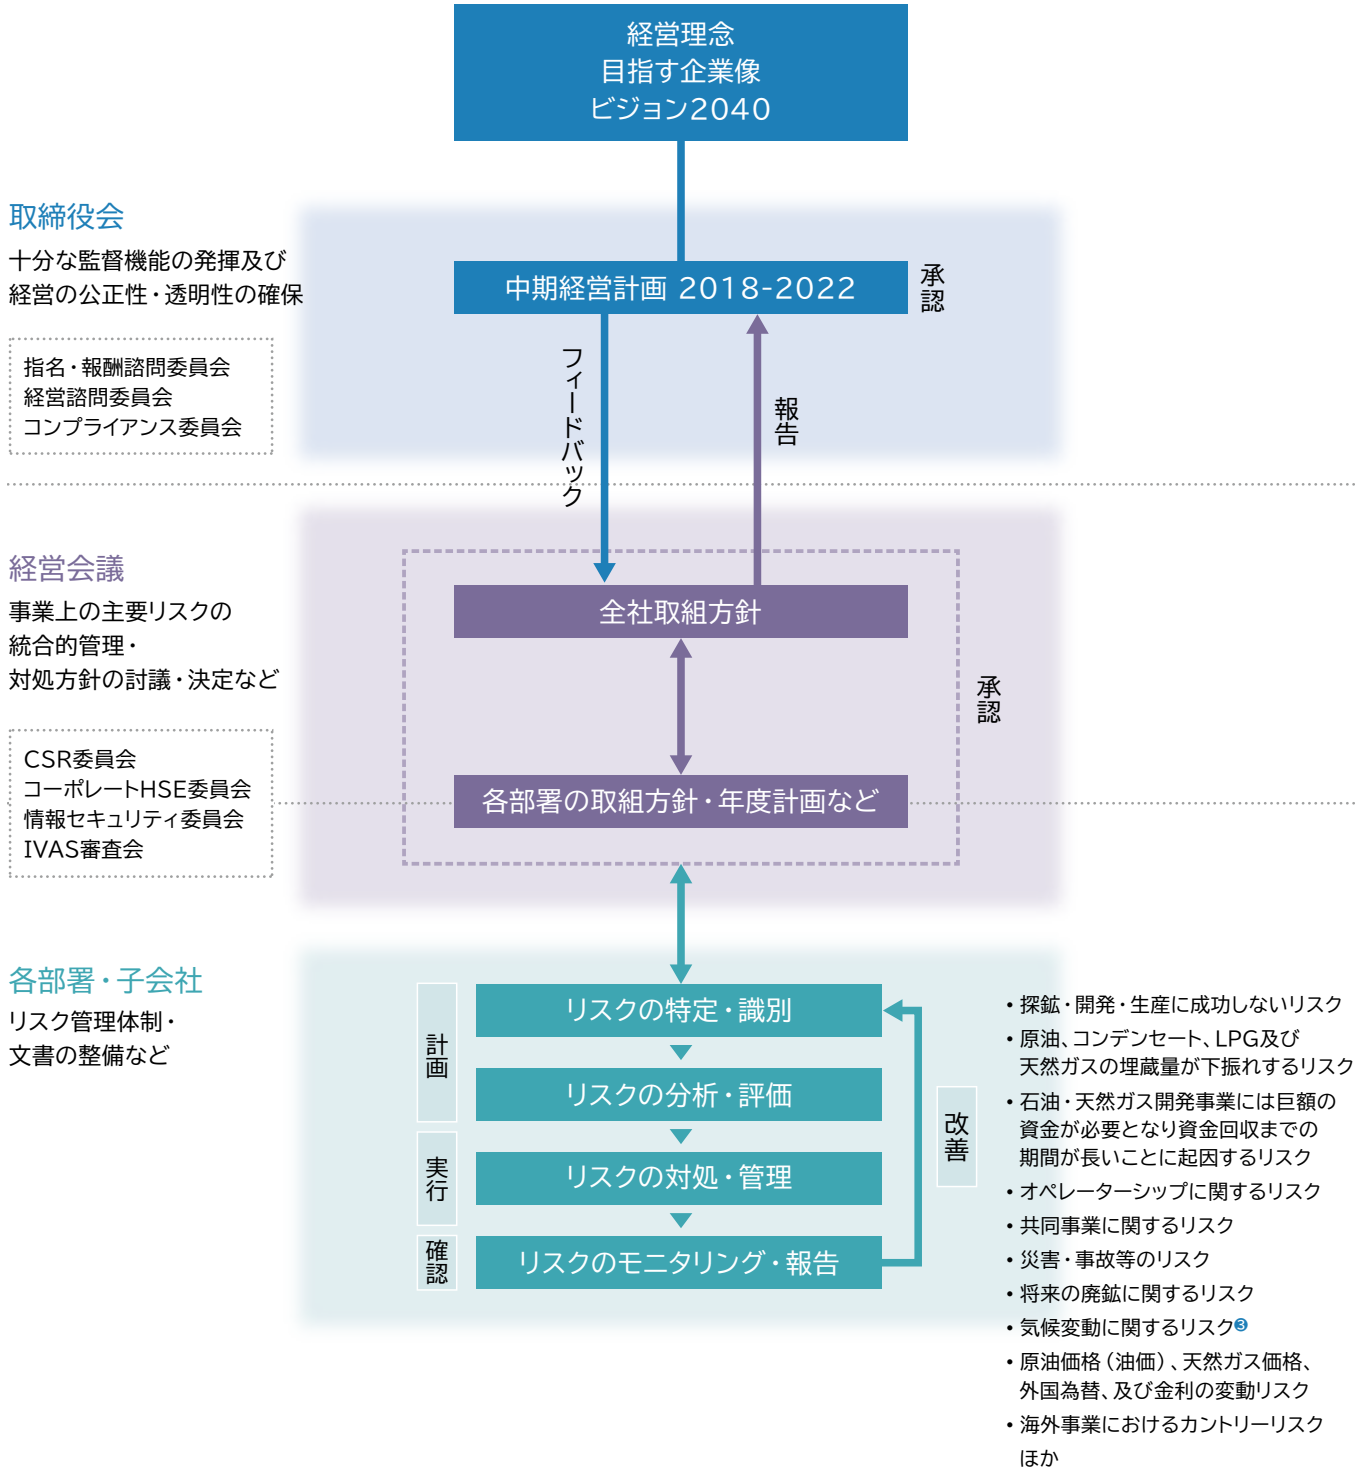 経営理念
目指す企業像
ビジョン2040
取締役会
十分な監督機能の発揮及び
経営の公正性・透明性の確保
指名・報酬諮問委員会
経営諮問委員会
コンプライアンス委員会
中期経営計画 2018-2022
承認
フィードバック
報告
経営会議
事業上の主要リスクの
統合的管理・
対処方針の討議・決定など
CSR委員会
コーポレートHSE委員会
情報セキュリティ委員会
IVAS審査会
全社取組方針
承認
各部署の取組方針・年度計画など
各部署・子会社
リスク管理体制・
文書の整備など
計画
リスクの特定・識別
リスクの分析・評価
実行
リスクの対処・管理
確認
リスクのモニタリング・報告
改善
• 探鉱・開発・生産に成功しないリスク
• 原油、コンデンセート、LPG及び
天然ガスの埋蔵量が下振れするリスク
• 石油・天然ガス開発事業には巨額の
資金が必要となり資金回収までの
期間が長いことに起因するリスク
• オペレーターシップに関するリスク
• 共同事業に関するリスク
• 災害・事故等のリスク
• 将来の廃鉱に関するリスク
• 気候変動に関するリスク❸
• 原油価格（油価）、天然ガス価格、
外国為替、及び金利の変動リスク
• 海外事業におけるカントリーリスク
ほか